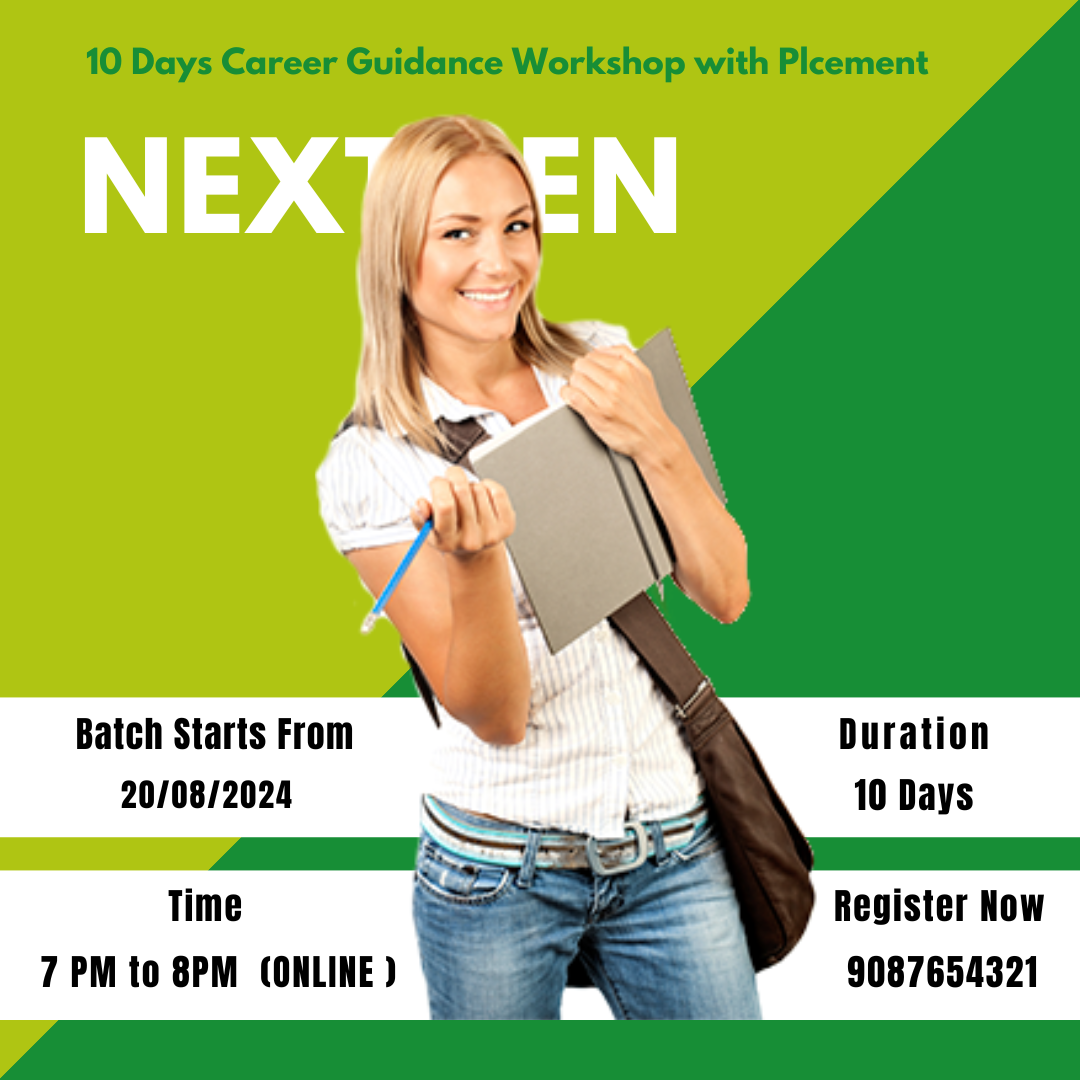 10 Days Career Guidance Workshop with Plcement
NEXT EN
Batch Starts From
20/08/2024
Duration
10 Days
Time
7 PM to 8PM (ONLINE )
Register Now
9087654321